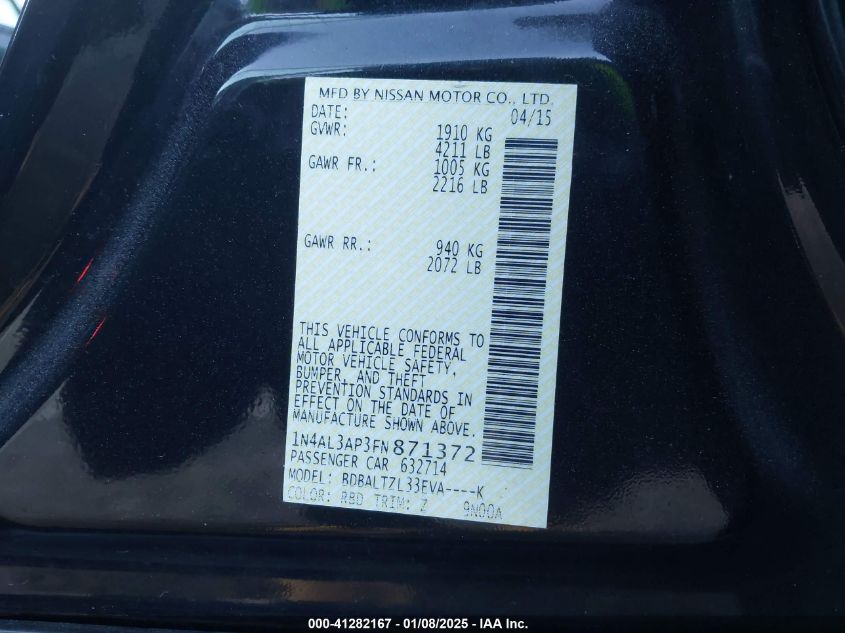 MFD BY NISSAN MOTOR CO., LTD.
DATE: 04/15
GVWR: 1910 KG
4211 LB
GAWR FR.: 1005 KG
2216 LB
GAWR RR.: 940 KG
2072 LB
THIS VEHICLE CONFORMS TO
ALL APPLICABLE FEDERAL
MOTOR VEHICLE SAFETY,
BUMPER, AND THEFT
PREVENTION STANDARDS IN
EFFECT ON THE DATE OF
MANUFACTURE SHOWN ABOVE.
1N4AL3AP3FN871372
PASSENGER CAR 632714
MODEL: BDBALTZL33EVA----K
COLOR: RBD TRIM: Z 9N00A
000-41282167 - 01/08/2025 - IAA Inc.